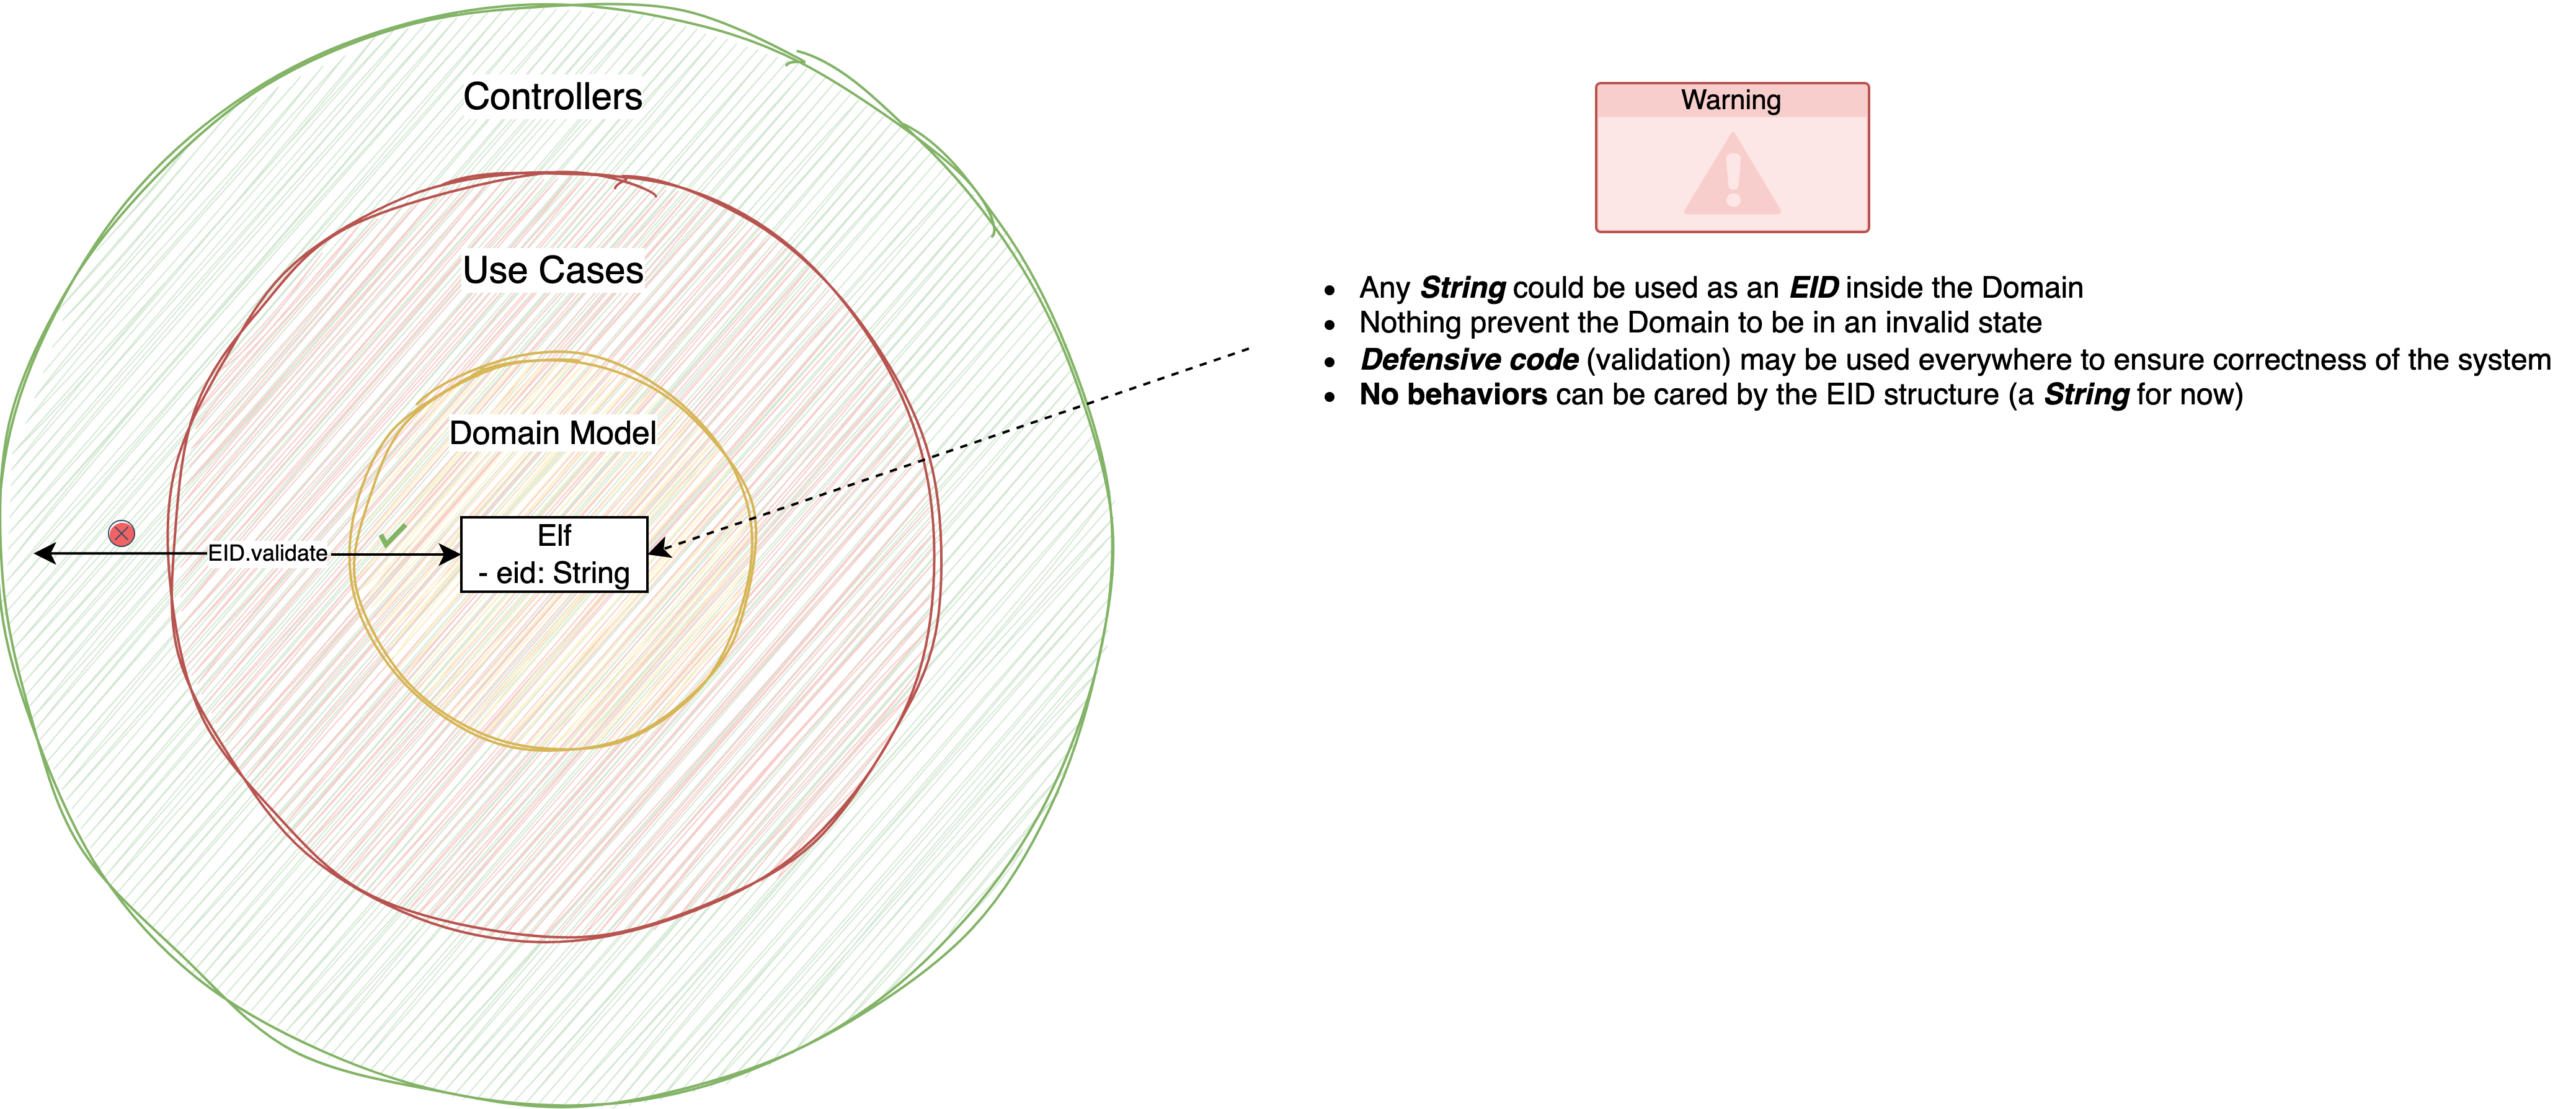 Controllers
Use Cases
Domain Model
EID.validate
Elf
- eid: String
Warning
• Any String could be used as an EID inside the Domain
• Nothing prevent the Domain to be in an invalid state
• Defensive code (validation) may be used everywhere to ensure correctness of the system
• No behaviors can be cared by the EID structure (a String for now)